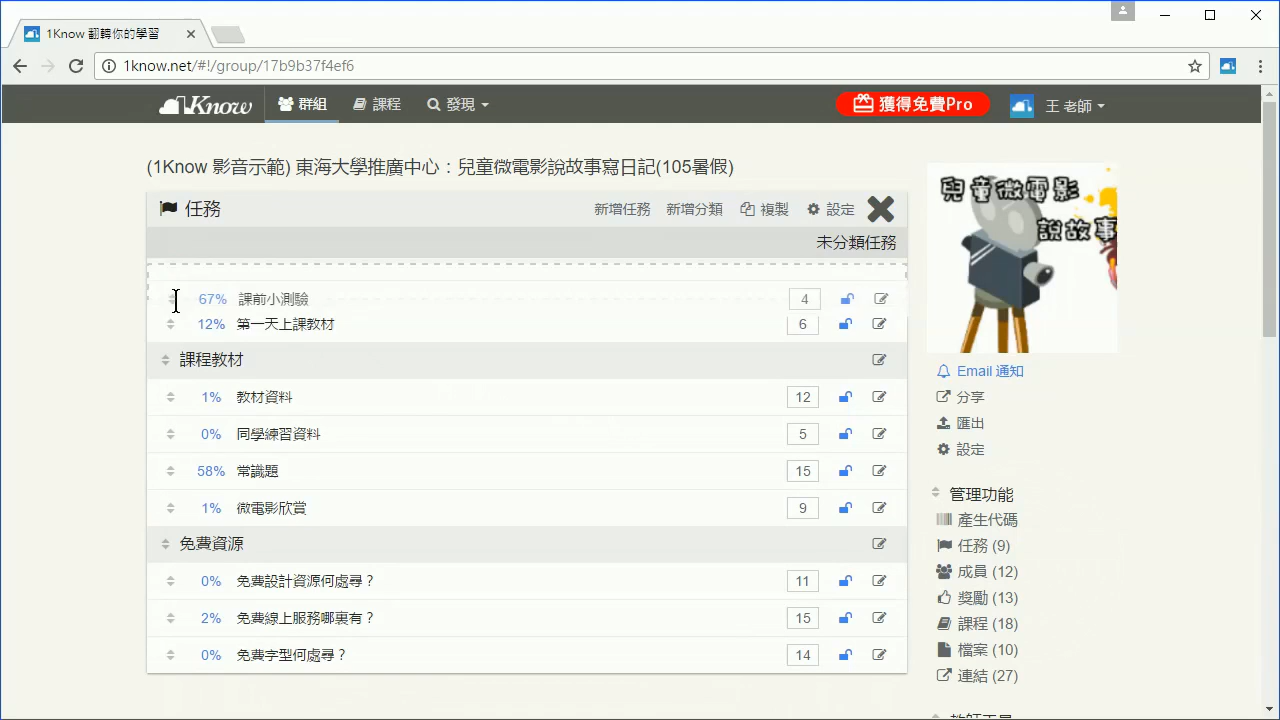 1Know 翻轉你的學習
1know.net/#!/group/17b9b37f4ef6
1Know 群組 課程 發現 獲得免費Pro 王 老師
(1Know 影音示範) 東海大學推廣中心：兒童微電影說故事寫日記(105暑假)
任務 新增任務 新增分類 複製 設定
未分類任務
67% 課前小測驗 4
12% 第一天上課教材 6
課程教材
1% 教材資料 12
0% 同學練習資料 5
58% 常識題 15
1% 微電影欣賞 9
免費資源
0% 免費設計資源何處尋？ 11
2% 免費線上服務哪裏有？ 15
0% 免費字型何處尋？ 14
兒童微電影
說故事
Email 通知
分享
匯出
設定
管理功能
產生代碼
任務 (9)
成員 (12)
獎勵 (13)
課程 (18)
檔案 (10)
連結 (27)